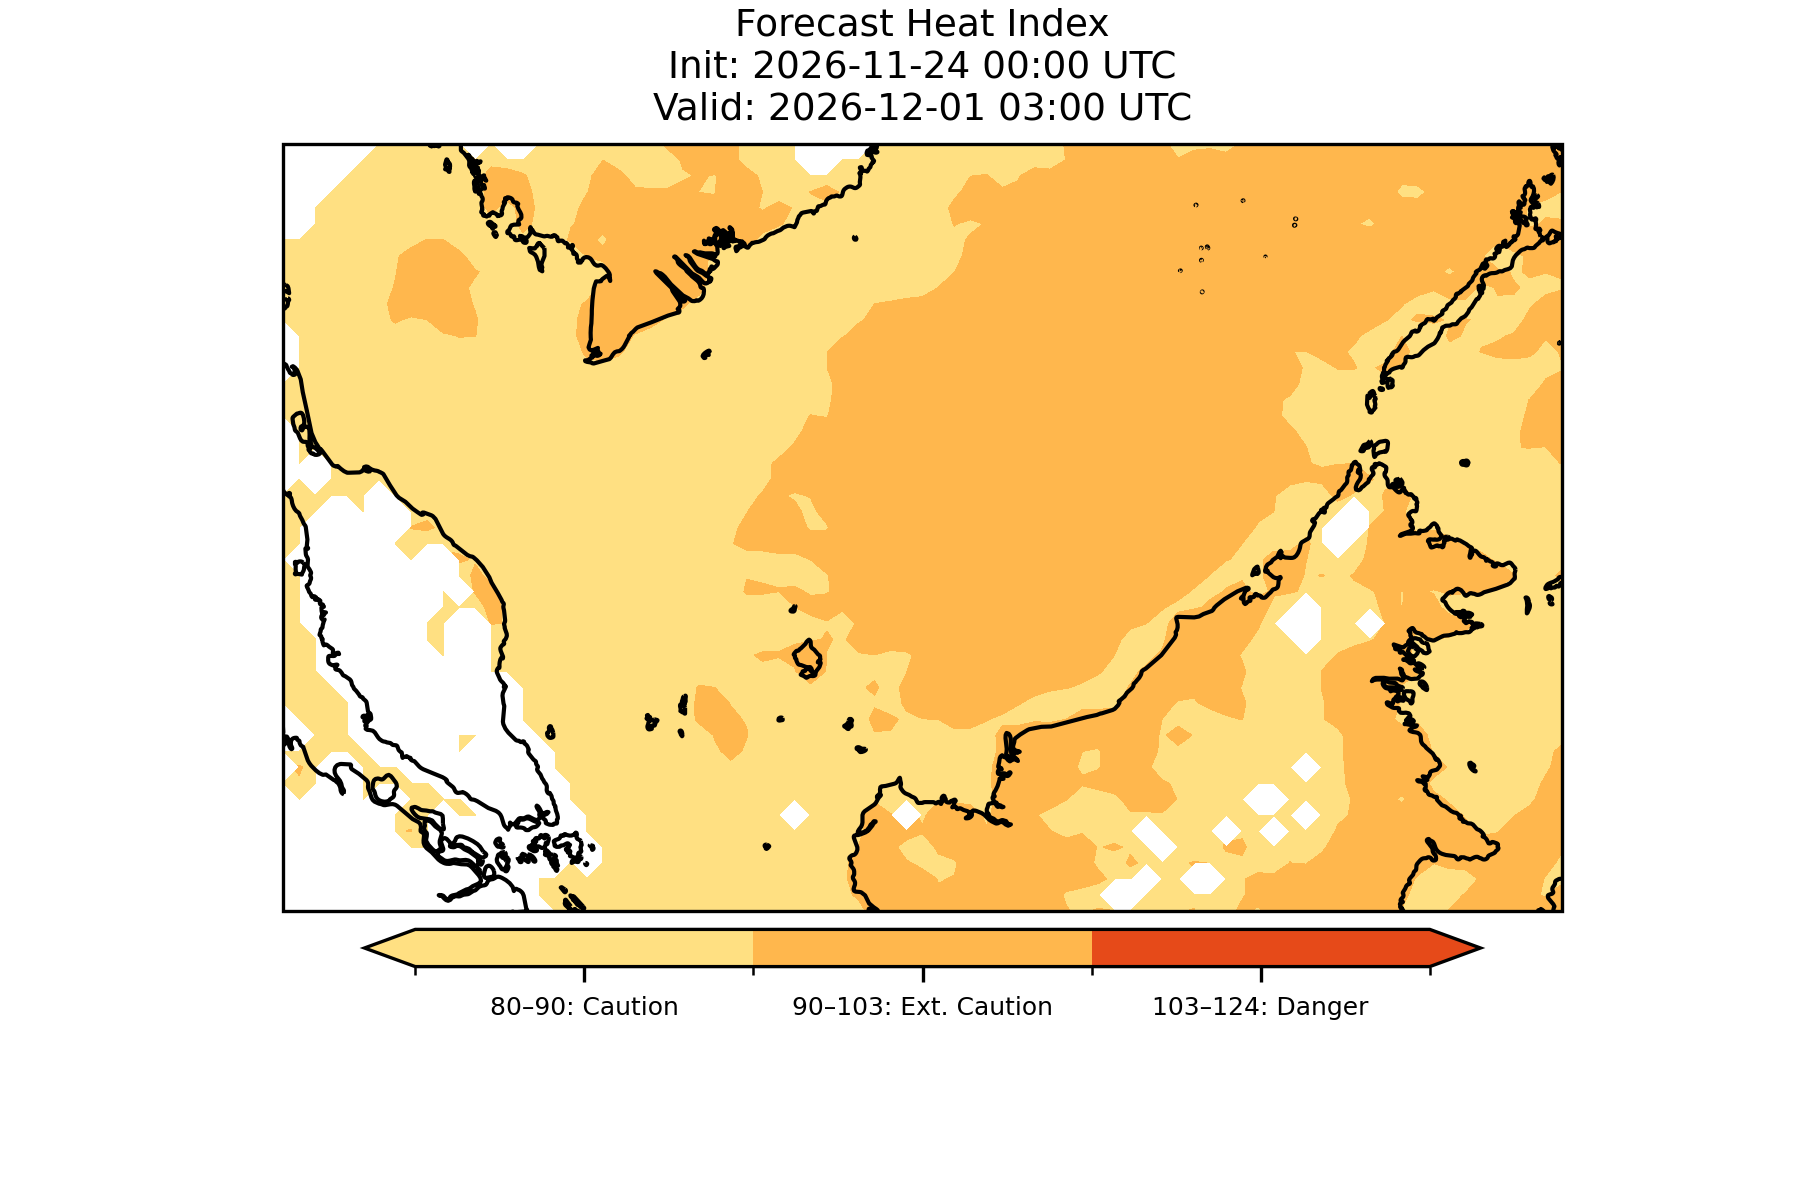 Forecast Heat Index
Init: 2026-11-24 00:00 UTC
Valid: 2026-12-01 03:00 UTC
80–90: Caution
90–103: Ext. Caution
103–124: Danger